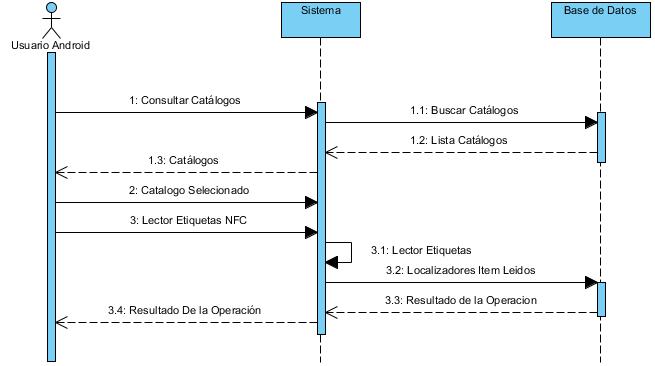 Usuario Android
Sistema
Base de Datos
1: Consultar Catálogos
1.1: Buscar Catálogos
1.2: Lista Catálogos
1.3: Catálogos
2: Catalogo Selecionado
3: Lector Etiquetas NFC
3.1: Lector Etiquetas
3.2: Localizadores Item Leidos
3.3: Resultado de la Operacion
3.4: Resultado De la Operación